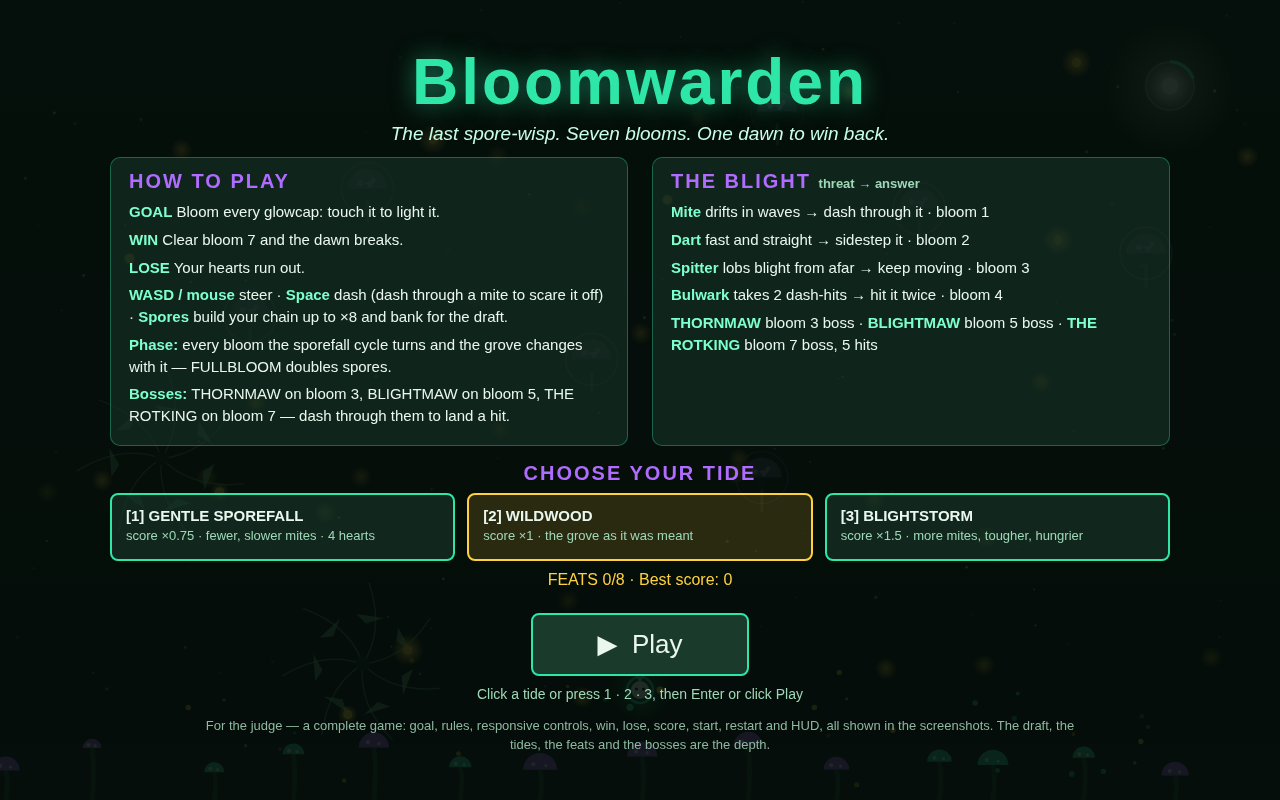 Bloomwarden
The last spore-wisp. Seven blooms. One dawn to win back.
HOW TO PLAY
GOAL Bloom every glowcap: touch it to light it.
WIN Clear bloom 7 and the dawn breaks.
LOSE Your hearts run out.
WASD / mouse steer · Space dash (dash through a mite to scare it off)
· Spores build your chain up to ×8 and bank for the draft.
Phase: every bloom the sporefall cycle turns and the grove changes
with it — FULLBLOOM doubles spores.
Bosses: THORNMAW on bloom 3, BLIGHTMAW on bloom 5, THE
ROTKING on bloom 7 — dash through them to land a hit.
THE BLIGHT threat → answer
Mite drifts in waves → dash through it · bloom 1
Dart fast and straight → sidestep it · bloom 2
Spitter lobs blight from afar → keep moving · bloom 3
Bulwark takes 2 dash-hits → hit it twice · bloom 4
THORNMAW bloom 3 boss · BLIGHTMAW bloom 5 boss · THE
ROTKING bloom 7 boss, 5 hits
CHOOSE YOUR TIDE
[1] GENTLE SPOREFALL
score ×0.75 · fewer, slower mites · 4 hearts
[2] WILDWOOD
score ×1 · the grove as it was meant
[3] BLIGHTSTORM
score ×1.5 · more mites, tougher, hungrier
FEATS 0/8 · Best score: 0
▶ Play
Click a tide or press 1 · 2 · 3, then Enter or click Play
For the judge — a complete game: goal, rules, responsive controls, win, lose, score, start, restart and HUD, all shown in the screenshots. The draft, the
tides, the feats and the bosses are the depth.